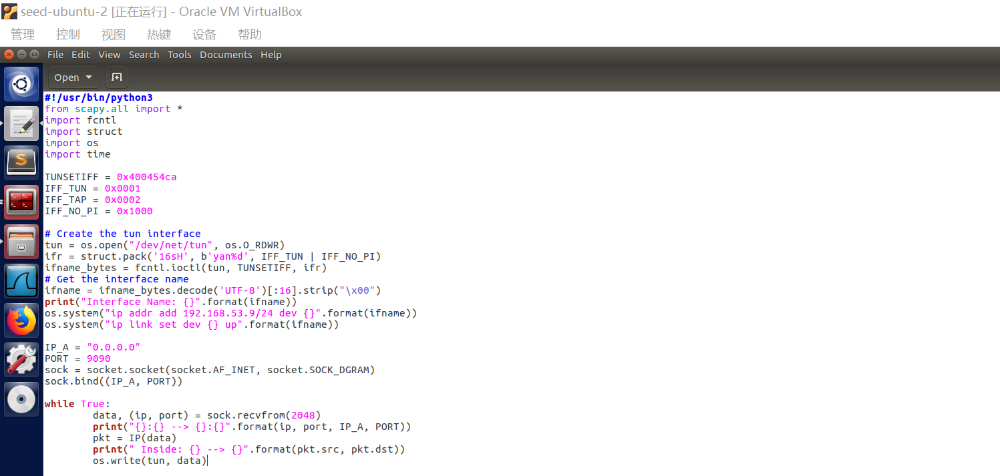 seed-ubuntu-2 [正在运行] - Oracle VM VirtualBox
管理 控制 视图 热键 设备 帮助
File Edit View Search Tools Documents Help
Open
#!/usr/bin/python3
from scapy.all import *
import fcntl
import struct
import os
import time
TUNSETIFF = 0x400454ca
IFF_TUN = 0x0001
IFF_TAP = 0x0002
IFF_NO_PI = 0x1000
# Create the tun interface
tun = os.open("/dev/net/tun", os.O_RDWR)
ifr = struct.pack('16sH', b'yan%d', IFF_TUN | IFF_NO_PI)
ifname_bytes = fcntl.ioctl(tun, TUNSETIFF, ifr)
# Get the interface name
ifname = ifname_bytes.decode('UTF-8')[:16].strip("\x00")
print("Interface Name: {}".format(ifname))
os.system("ip addr add 192.168.53.9/24 dev {}".format(ifname))
os.system("ip link set dev {} up".format(ifname))
IP_A = "0.0.0.0"
PORT = 9090
sock = socket.socket(socket.AF_INET, socket.SOCK_DGRAM)
sock.bind((IP_A, PORT))
while True:
        data, (ip, port) = sock.recvfrom(2048)
        print("{}:{} --> {}:{}".format(ip, port, IP_A, PORT))
        pkt = IP(data)
        print(" Inside: {} --> {}".format(pkt.src, pkt.dst))
        os.write(tun, data)